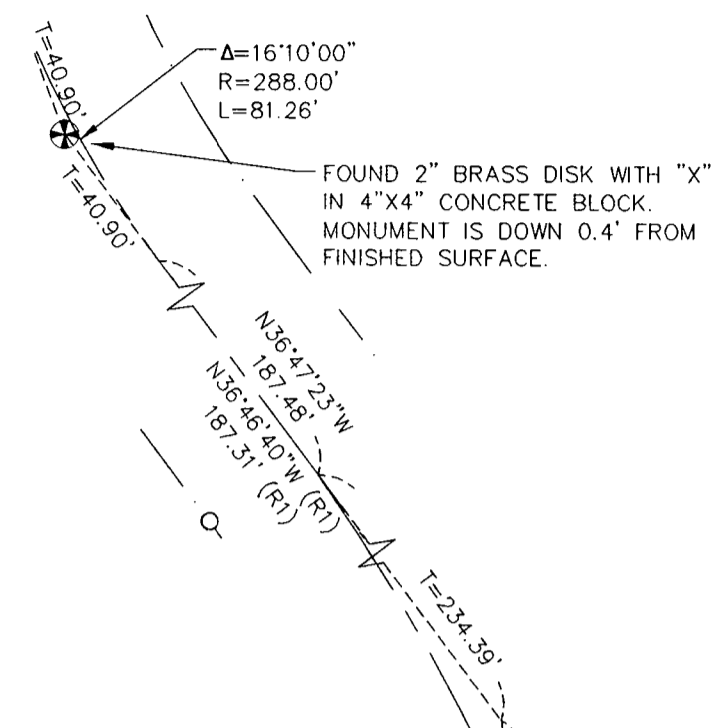 T=40.90'
Δ=16°10'00"
R=288.00'
L=81.26'
FOUND 2" BRASS DISK WITH "X"
IN 4"X4" CONCRETE BLOCK.
MONUMENT IS DOWN 0.4' FROM
FINISHED SURFACE.
T=40.90'
N36°47'23"W
187.48'
N36°46'40"W (R1)
187.31' (R1)
T=234.39'